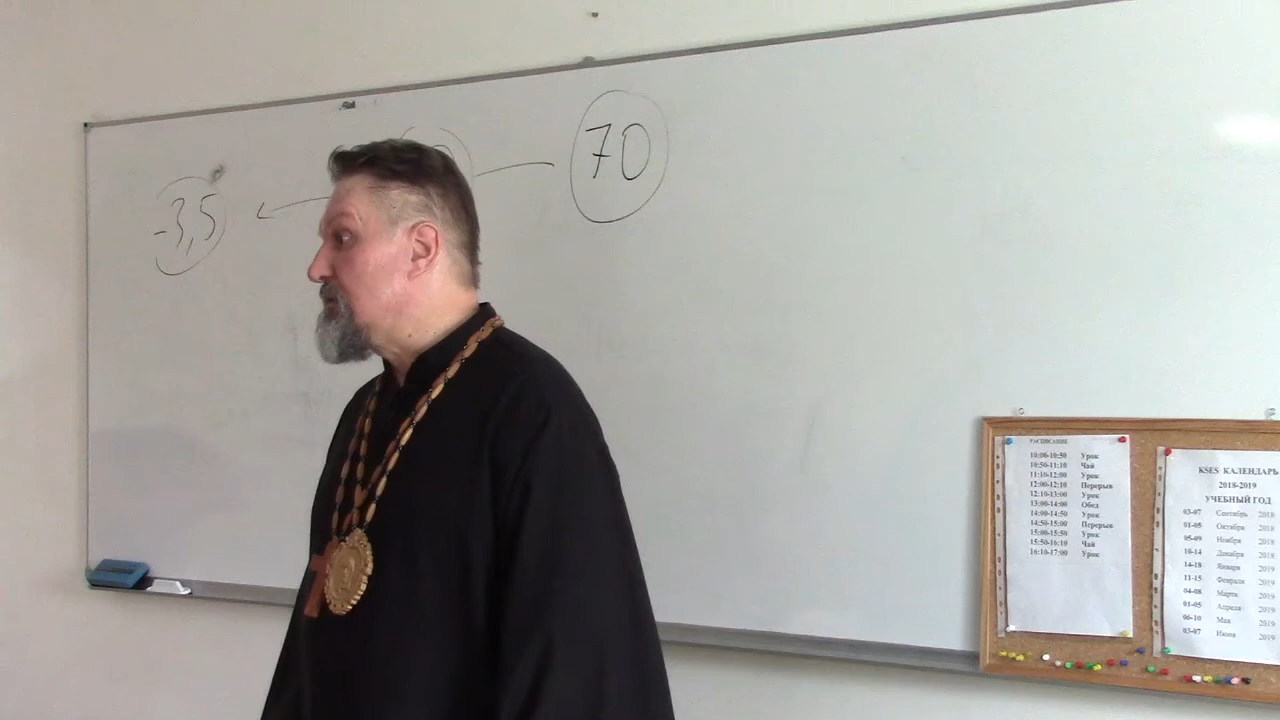 -3,5
70
РАСПИСАНИЕ
10:00-10:50 Урок
10:50-11:10 Чай
11:10-12:00 Урок
12:00-12:10 Перерыв
12:10-13:00 Урок
13:00-14:00 Обед
14:00-14:50 Урок
14:50-15:00 Перерыв
15:00-15:50 Урок
15:50-16:10 Чай
16:10-17:00 Урок
KSES КАЛЕНДАРЬ
2018-2019
УЧЕБНЫЙ ГОД
03-07 Сентябрь 2018
01-05 Октября 2018
05-09 Ноября 2018
10-14 Декабря 2018
14-18 Января 2019
11-15 Февраля 2019
04-08 Марта 2019
01-05 Апреля 2019
06-10 Мая 2019
03-07 Июня 2019